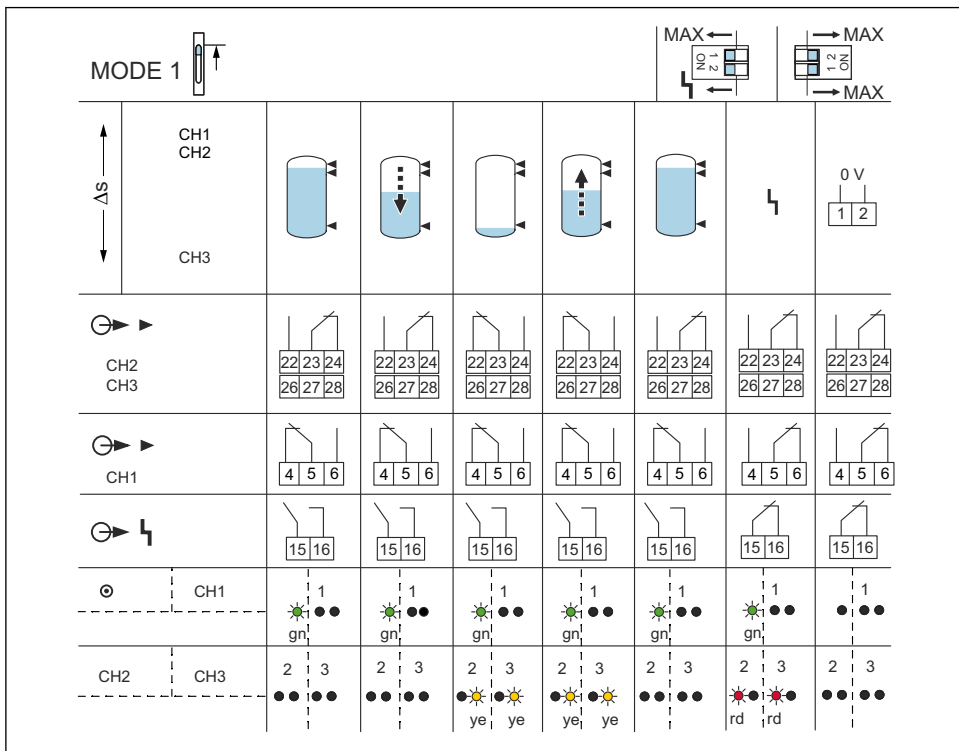 MAX MAX
MODE 1
1 2 ON 1 2 ON
MAX
Δs CH1
CH2
0 V
1 2
CH3
22 23 24 22 23 24 22 23 24 22 23 24 22 23 24 22 23 24 22 23 24
CH2
CH3 26 27 28 26 27 28 26 27 28 26 27 28 26 27 28 26 27 28 26 27 28
CH1 4 5 6 4 5 6 4 5 6 4 5 6 4 5 6 4 5 6 4 5 6
15 16 15 16 15 16 15 16 15 16 15 16 15 16
CH1 1 1 1 1 1 1 1
gn gn gn gn gn gn
CH2 CH3 2 3 2 3 2 3 2 3 2 3 2 3 2 3
ye ye ye ye rd rd